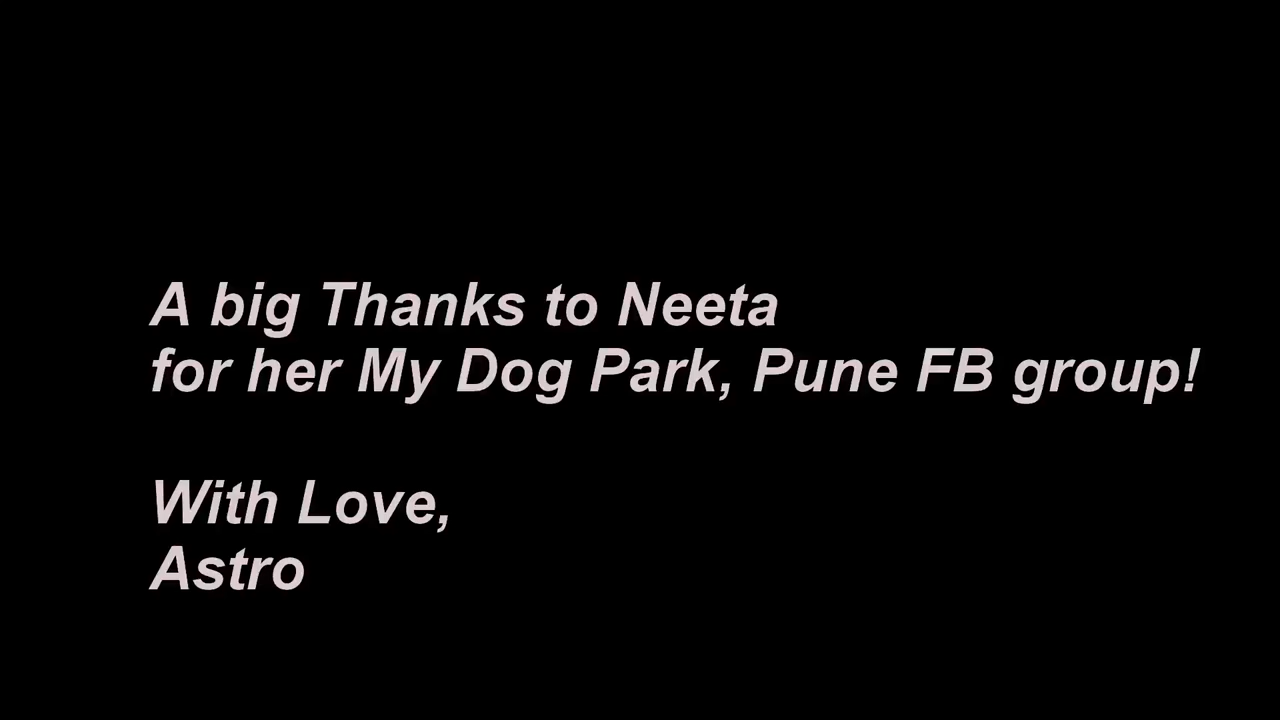 A big Thanks to Neeta
for her My Dog Park, Pune FB group!
With Love,
Astro